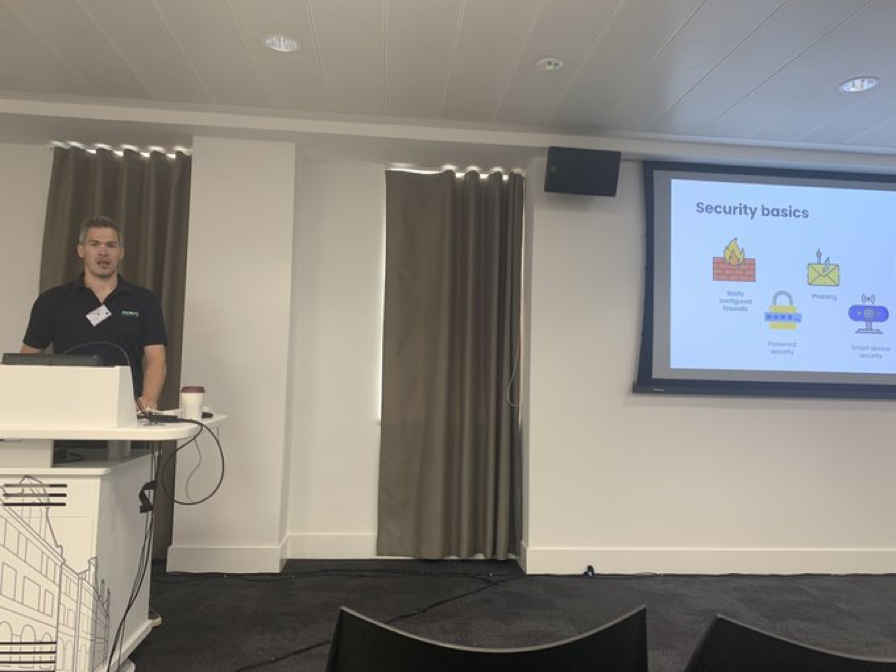 Security basics
Badly
configured
firewalls
Phishing
Password
security
Smart device
security